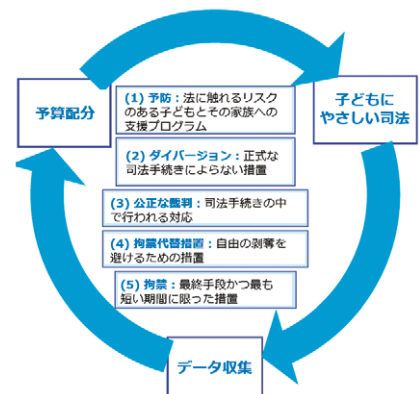 予算配分
子どもに
やさしい司法
(1) 予防：法に触れるリスク
のある子どもとその家族への
支援プログラム
(2) ダイバージョン：正式な
司法手続きによらない措置
(3) 公正な裁判：司法手続きの中
で行われる対応
(4) 拘禁代替措置：自由の剥奪を
避けるための措置
(5) 拘禁：最終手段かつ最も
短い期間に限った措置
データ収集